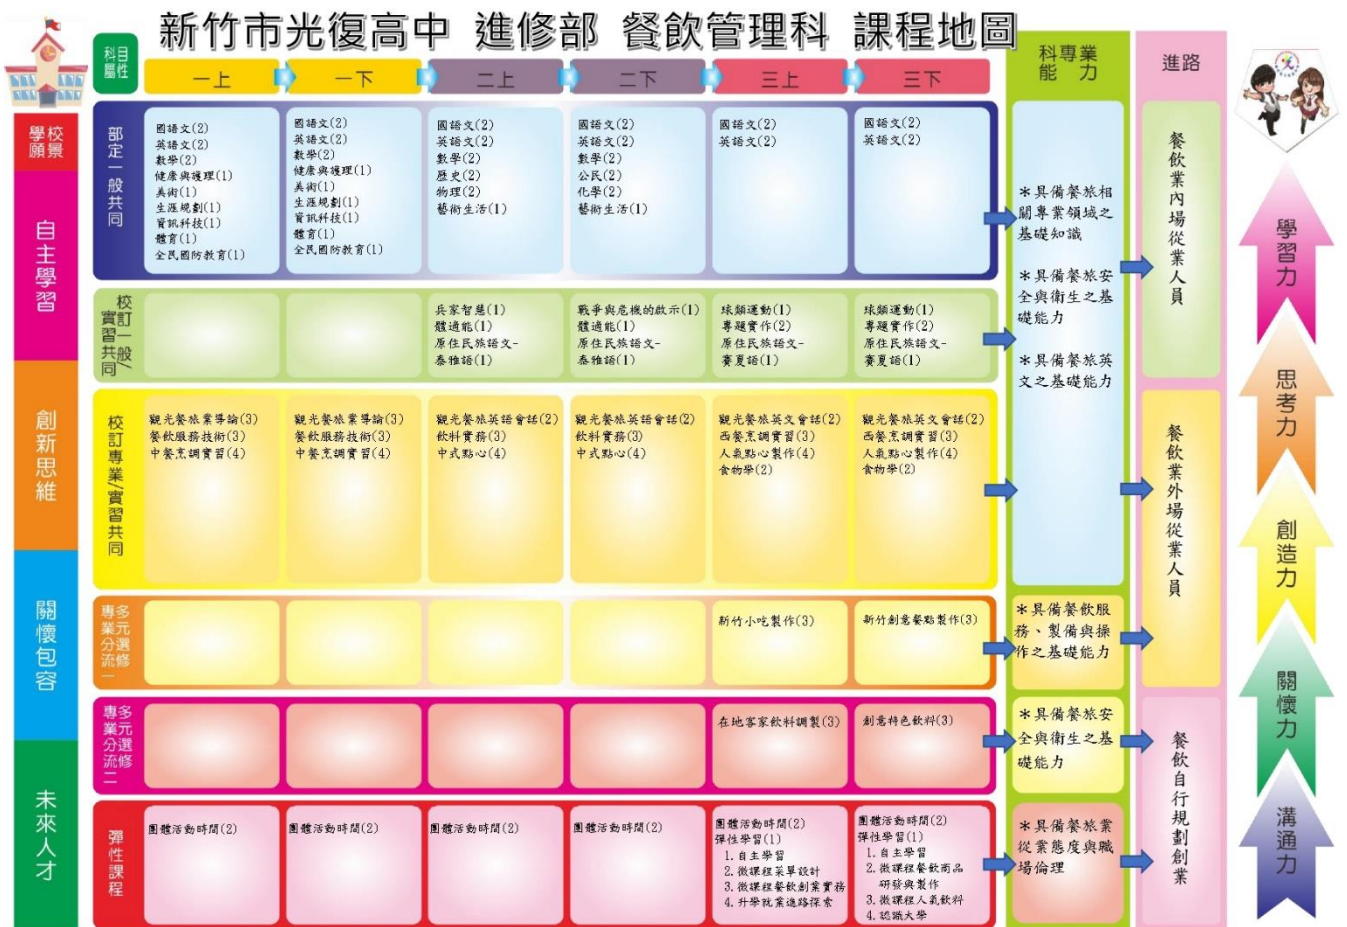 新竹市光復高中 進修部 餐飲管理科 課程地圖
科目屬性
一上
一下
二上
二下
三上
三下
科專業能力
進路
學校願景
自主學習
創新思維
關懷包容
未來人才
部定一般共同
國語文(2)
英語文(2)
數學(2)
健康與護理(1)
美術(1)
生涯規劃(1)
資訊科技(1)
體育(1)
全民國防教育(1)
國語文(2)
英語文(2)
數學(2)
健康與護理(1)
美術(1)
生涯規劃(1)
資訊科技(1)
體育(1)
全民國防教育(1)
國語文(2)
英語文(2)
數學(2)
歷史(2)
物理(2)
藝術生活(1)
國語文(2)
英語文(2)
數學(2)
公民(2)
化學(2)
藝術生活(1)
國語文(2)
英語文(2)
國語文(2)
英語文(2)
校訂一般/實習共同
兵家智慧(1)
體適能(1)
原住民族語文-
泰雅語(1)
戰爭與危機的啟示(1)
體適能(1)
原住民族語文-
泰雅語(1)
球類運動(1)
專題實作(2)
原住民族語文-
賽夏語(1)
球類運動(1)
專題實作(2)
原住民族語文-
賽夏語(1)
校訂專業/實習共同
觀光餐旅業導論(3)
餐飲服務技術(3)
中餐烹調實習(4)
觀光餐旅業導論(3)
餐飲服務技術(3)
中餐烹調實習(4)
觀光餐旅英語會話(2)
飲料實務(3)
中式點心(4)
觀光餐旅英語會話(2)
飲料實務(3)
中式點心(4)
觀光餐旅英文會話(2)
西餐烹調實習(3)
人氣點心製作(4)
食物學(2)
觀光餐旅英文會話(2)
西餐烹調實習(3)
人氣點心製作(4)
食物學(2)
多元選修專業分流一
新竹小吃製作(3)
新竹創意餐點製作(3)
多元選修專業分流二
在地客家飲料調製(3)
創意特色飲料(3)
彈性課程
團體活動時間(2)
團體活動時間(2)
團體活動時間(2)
團體活動時間(2)
團體活動時間(2)
彈性學習(1)
1. 自主學習
2. 微課程菜單設計
3. 微課程餐飲創業實務
4. 升學就業進路探索
團體活動時間(2)
彈性學習(1)
1. 自主學習
2. 微課程餐飲商品
研發與製作
3. 微課程人氣飲料
4. 認識大學
＊具備餐旅相
關專業領域之
基礎知識
＊具備餐旅安
全與衛生之基
礎能力
＊具備餐旅英
文之基礎能力
＊具備餐飲服
務、製備與操
作之基礎能力
＊具備餐旅安
全與衛生之基
礎能力
＊具備餐旅業
從業態度與職
場倫理
餐飲業內場從業人員
餐飲業外場從業人員
餐飲自行規劃創業
學習力
思考力
創造力
關懷力
溝通力